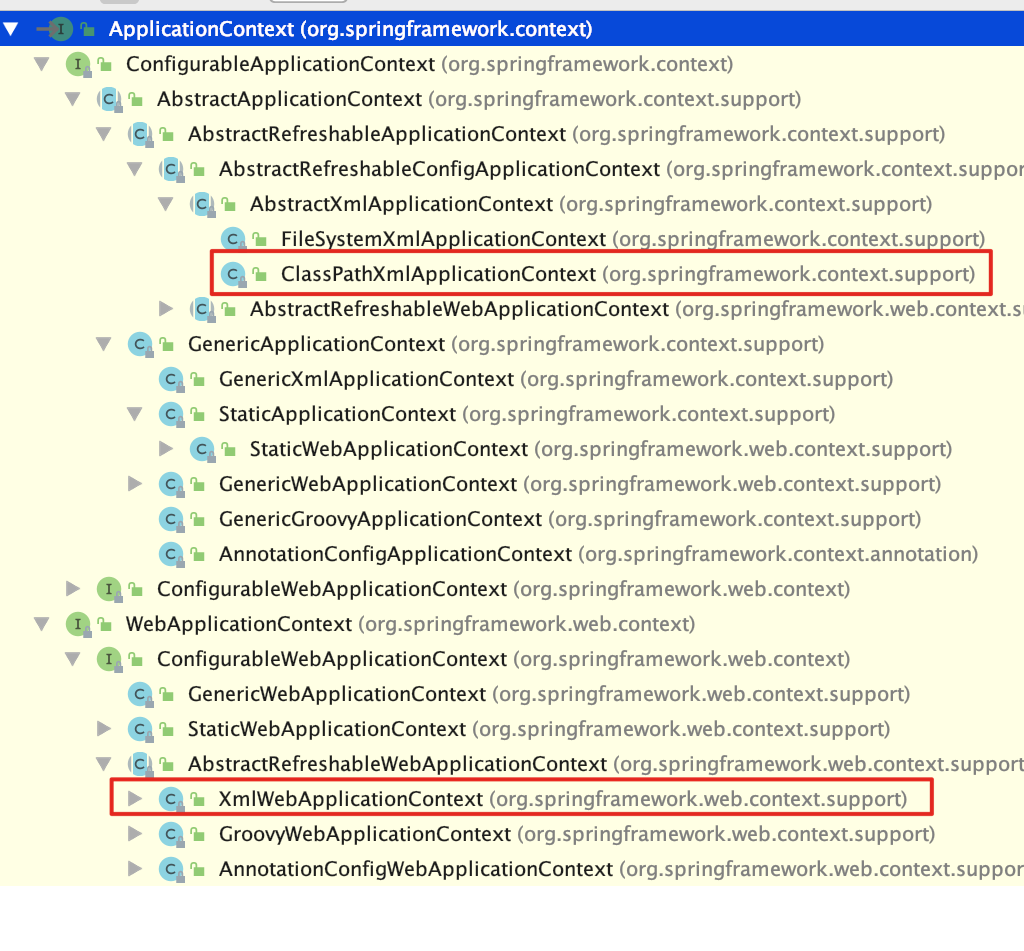 ApplicationContext (org.springframework.context)
I ConfigurableApplicationContext (org.springframework.context)
C AbstractApplicationContext (org.springframework.context.support)
C AbstractRefreshableApplicationContext (org.springframework.context.support)
C AbstractRefreshableConfigApplicationContext (org.springframework.context.suppor
C AbstractXmlApplicationContext (org.springframework.context.support)
C FileSystemXmlApplicationContext (org.springframework.context.support)
C ClassPathXmlApplicationContext (org.springframework.context.support)
C AbstractRefreshableWebApplicationContext (org.springframework.web.context.su
C GenericApplicationContext (org.springframework.context.support)
C GenericXmlApplicationContext (org.springframework.context.support)
C StaticApplicationContext (org.springframework.context.support)
C StaticWebApplicationContext (org.springframework.web.context.support)
C GenericWebApplicationContext (org.springframework.web.context.support)
C GenericGroovyApplicationContext (org.springframework.context.support)
C AnnotationConfigApplicationContext (org.springframework.context.annotation)
I ConfigurableWebApplicationContext (org.springframework.web.context)
I WebApplicationContext (org.springframework.web.context)
I ConfigurableWebApplicationContext (org.springframework.web.context)
C GenericWebApplicationContext (org.springframework.web.context.support)
C StaticWebApplicationContext (org.springframework.web.context.support)
C AbstractRefreshableWebApplicationContext (org.springframework.web.context.support
C XmlWebApplicationContext (org.springframework.web.context.support)
C GroovyWebApplicationContext (org.springframework.web.context.support)
C AnnotationConfigWebApplicationContext (org.springframework.web.context.suppor